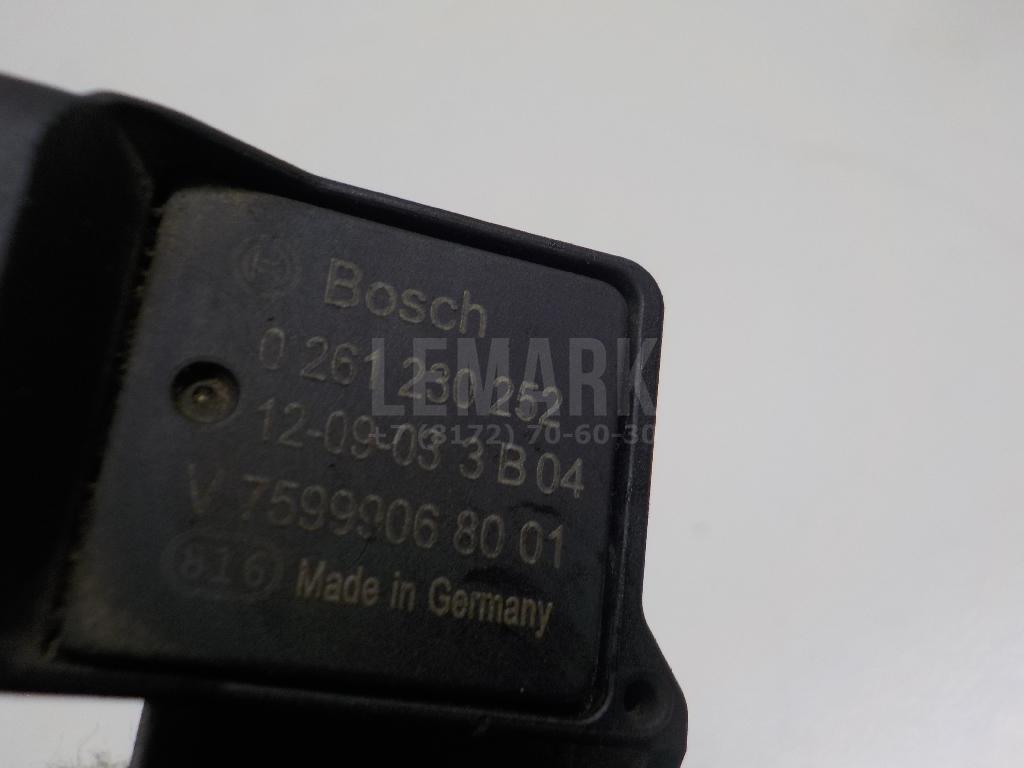 Bosch
0 261 230 252
12-09-03 3 B 04
V 7599906 80 01
816 Made in Germany
LEMARK
+7 (8172) 70-60-30